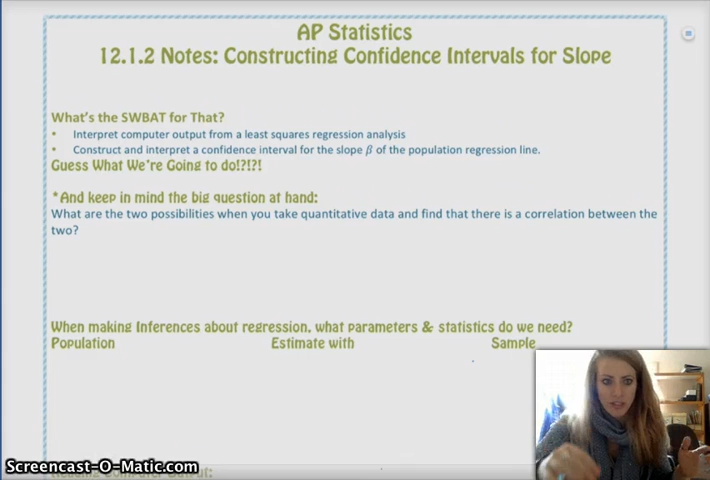 AP Statistics
12.1.2 Notes: Constructing Confidence Intervals for Slope
What's the SWBAT for That?
• Interpret computer output from a least squares regression analysis
• Construct and interpret a confidence interval for the slope β of the population regression line.
Guess What We're Going to do!?!?!
*And keep in mind the big question at hand:
What are the two possibilities when you take quantitative data and find that there is a correlation between the
two?
When making Inferences about regression, what parameters & statistics do we need?
Population Estimate with Sample
Screencast-O-Matic.com